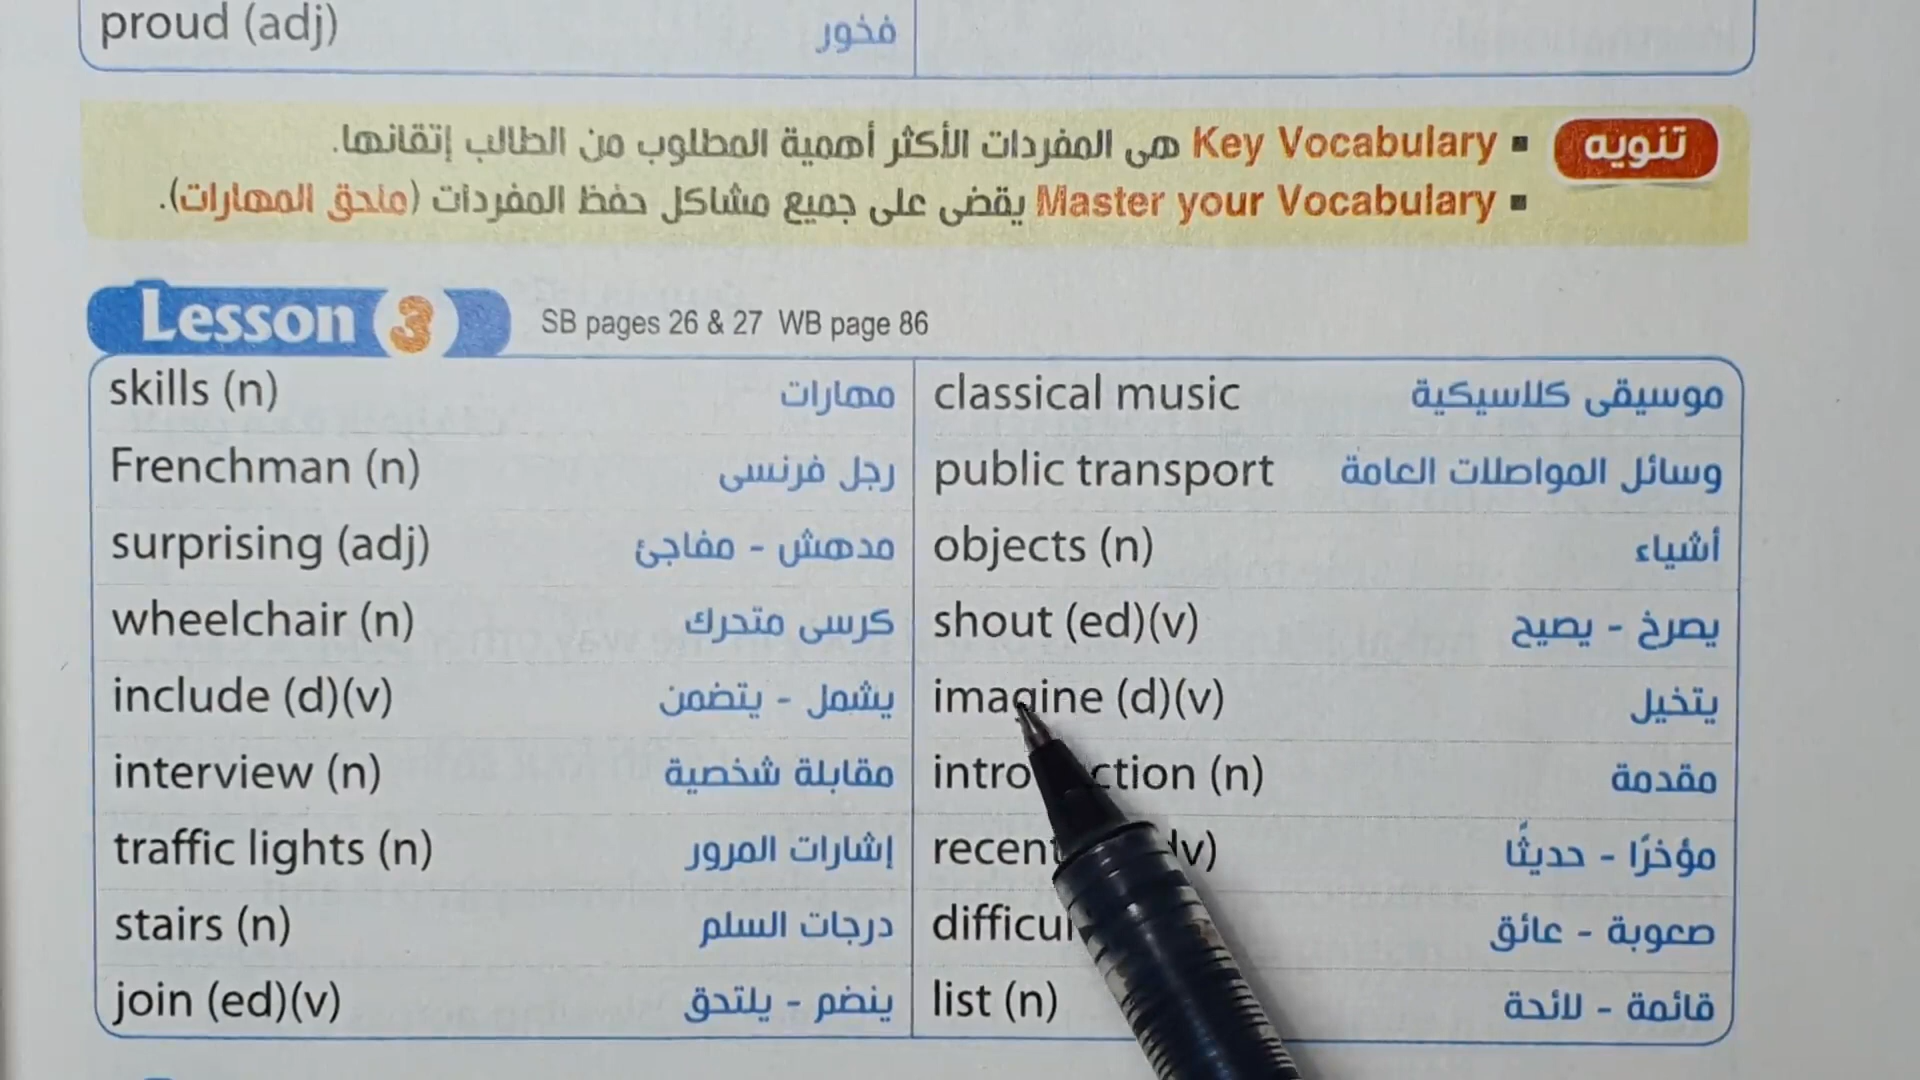 proud (adj) فخور
تنويه
▪ Key Vocabulary هى المفردات الأكثر أهمية المطلوب من الطالب إتقانها.
▪ Master your Vocabulary يقضى على جميع مشاكل حفظ المفردات (ملحق المهارات).
Lesson 3 SB pages 26 & 27 WB page 86
skills (n) مهارات
Frenchman (n) رجل فرنسى
surprising (adj) مدهش - مفاجئ
wheelchair (n) كرسى متحرك
include (d)(v) يشمل - يتضمن
interview (n) مقابلة شخصية
traffic lights (n) إشارات المرور
stairs (n) درجات السلم
join (ed)(v) ينضم - يلتحق
classical music موسيقى كلاسيكية
public transport وسائل المواصلات العامة
objects (n) أشياء
shout (ed)(v) يصرخ - يصيح
imagine (d)(v) يتخيل
(n) مقدمة
مؤخرًا - حديثًا
صعوبة - عائق
list (n) قائمة - لائحة